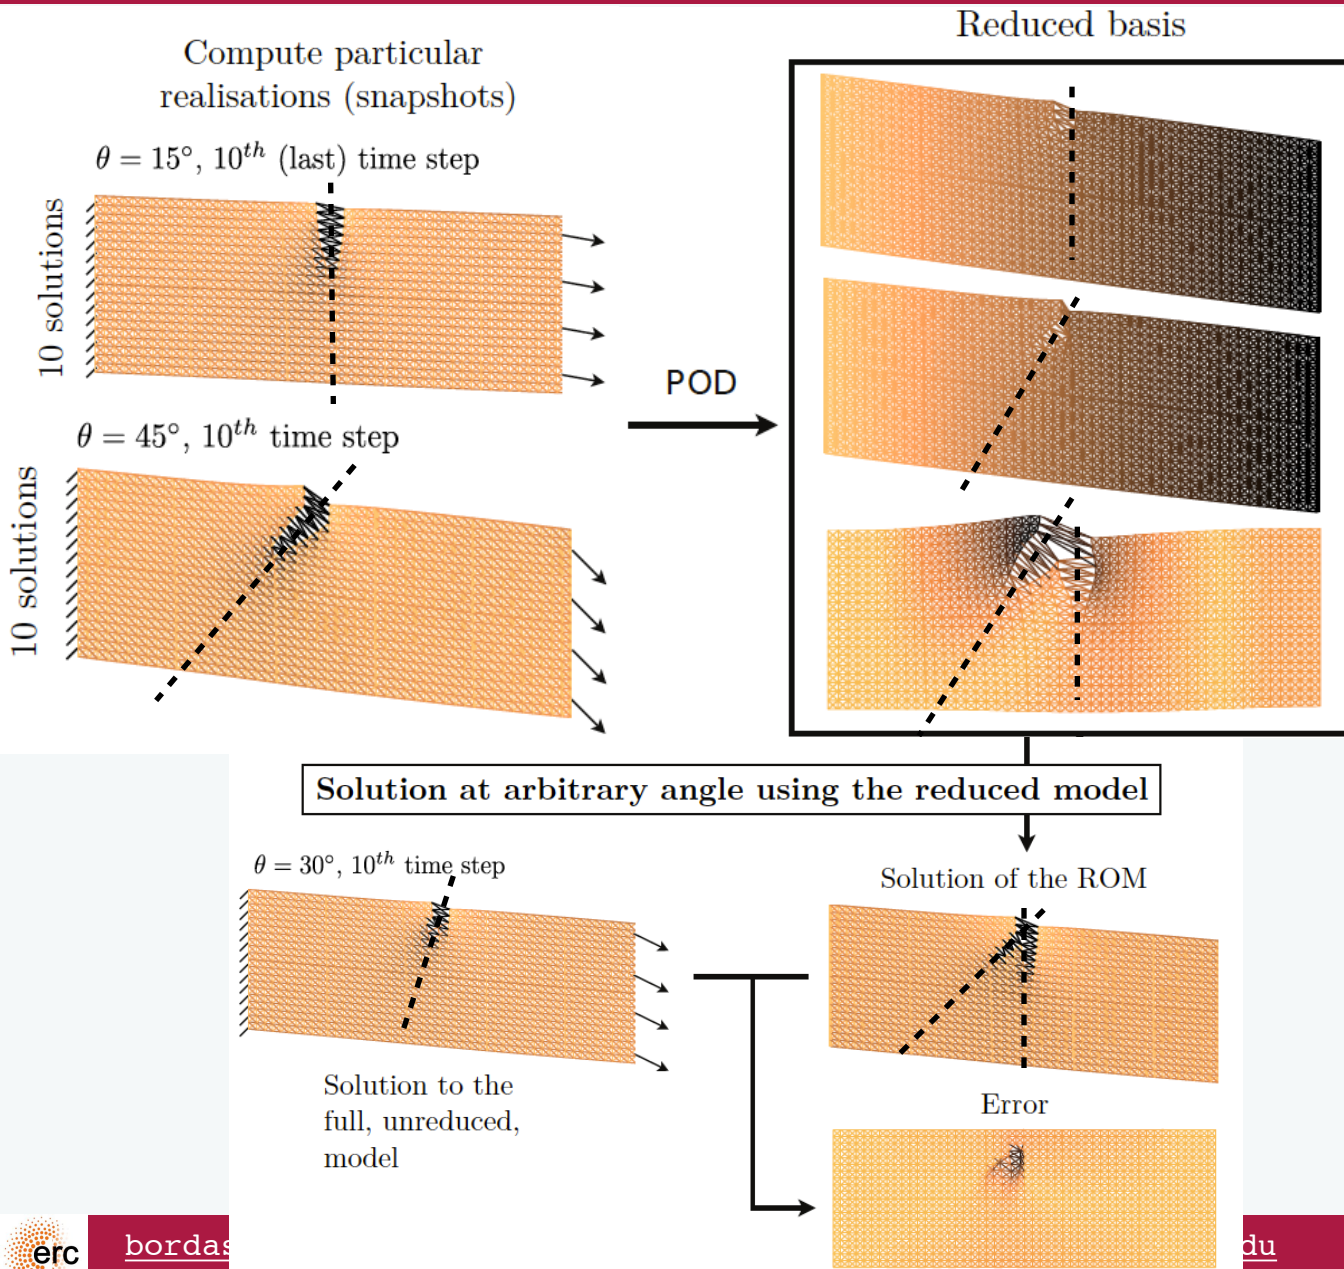 Compute particular
realisations (snapshots)
θ = 15°, 10th (last) time step
10 solutions
θ = 45°, 10th time step
10 solutions
POD
Reduced basis
Solution at arbitrary angle using the reduced model
θ = 30°, 10th time step
Solution to the
full, unreduced,
model
Solution of the ROM
Error
erc
bordas
du